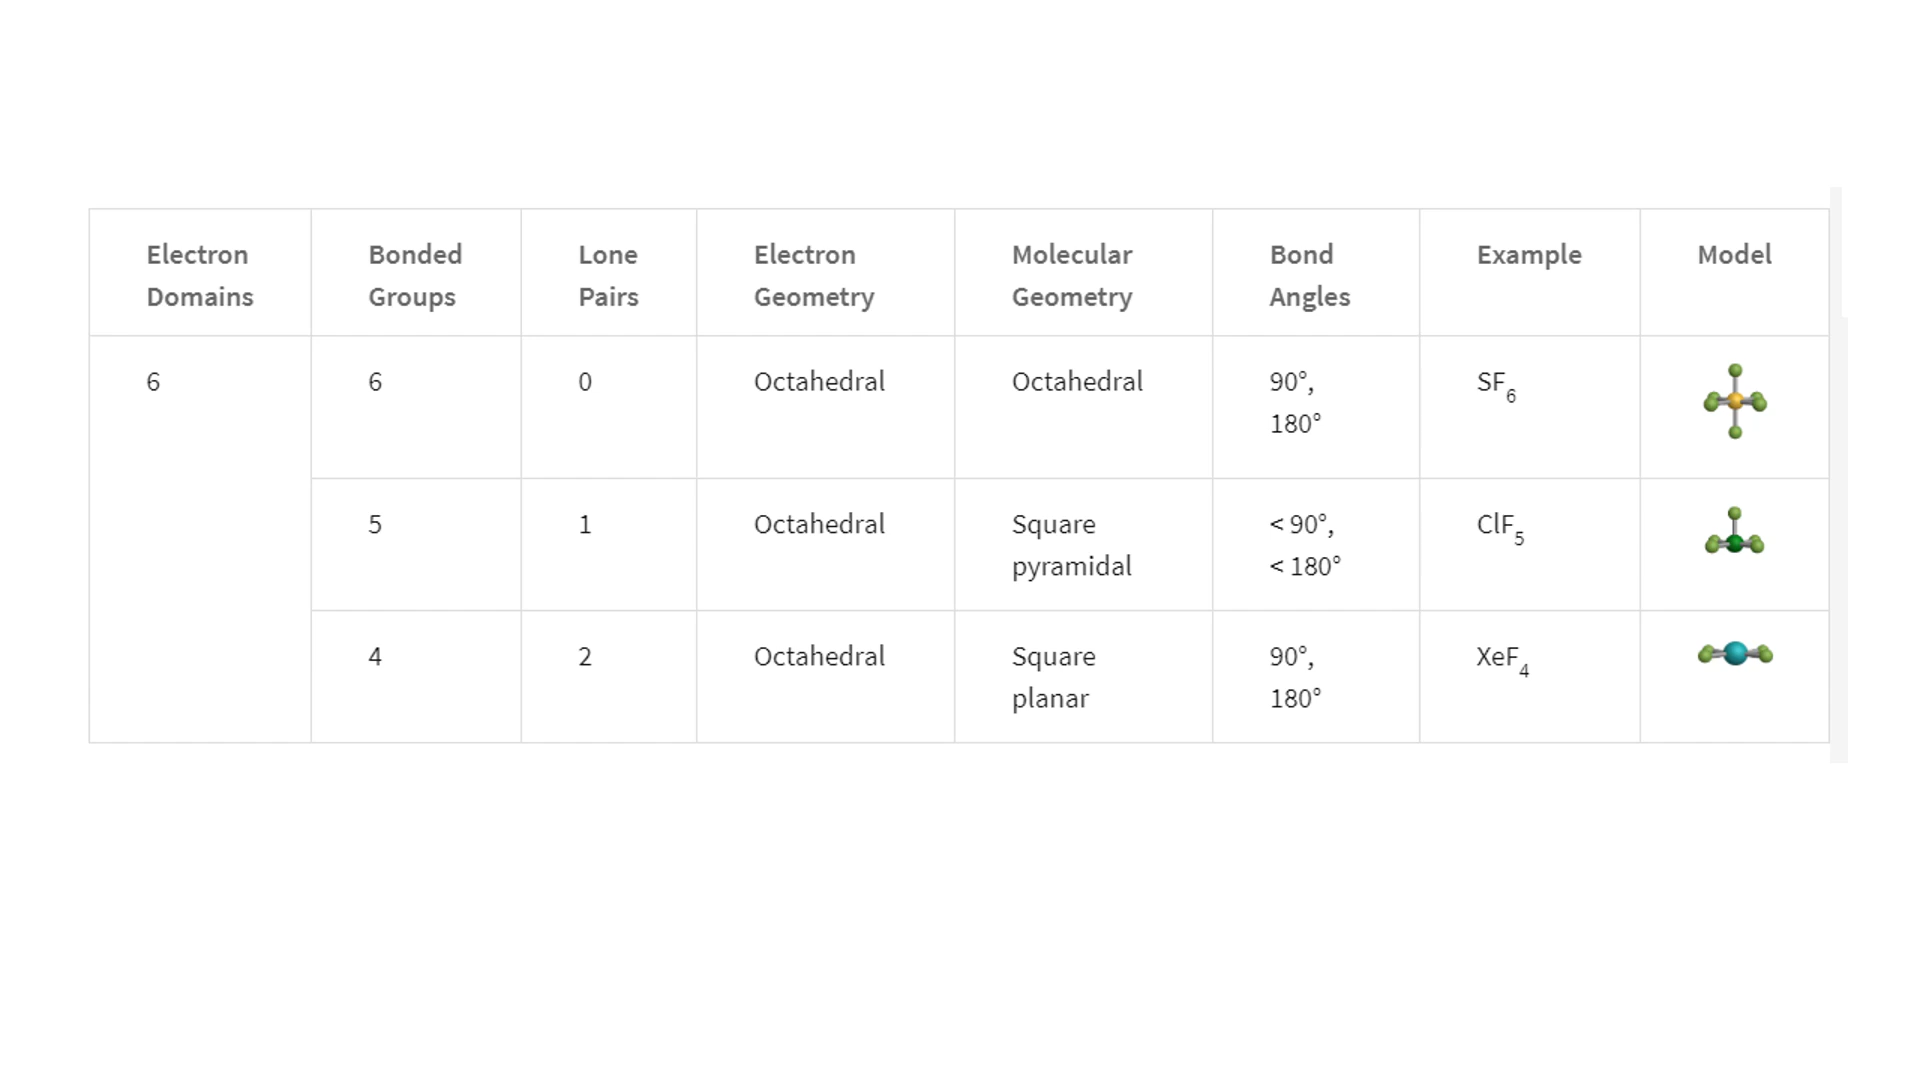 Electron Domains Bonded Groups Lone Pairs Electron Geometry Molecular Geometry Bond Angles Example Model
6 6 0 Octahedral Octahedral 90°, 180° SF6
5 1 Octahedral Square pyramidal < 90°, < 180° ClF5
4 2 Octahedral Square planar 90°, 180° XeF4